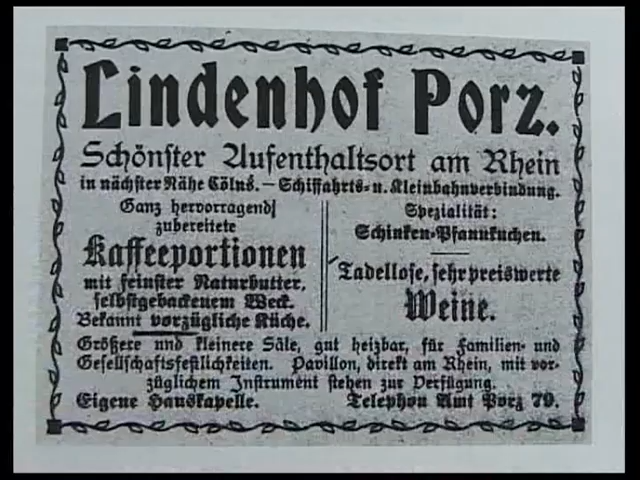 Lindenhof Porz.
Schönster Aufenthaltsort am Rhein
in nächster Nähe Cölns. – Schiffahrts- u. Kleinbahnverbindung.
Ganz hervorragend
zubereitete
Kaffeeportionen
mit feinster Naturbutter,
selbstgebackenem Weck.
Bekannt vorzügliche Küche.
Spezialität:
Schinken-Pfannkuchen.
Tadellose, sehr preiswerte
Weine.
Größere und kleinere Säle, gut heizbar, für Familien- und
Gesellschaftsfestlichkeiten. Pavillon, direkt am Rhein, mit vor-
züglichem Instrument stehen zur Verfügung.
Eigene Hauskapelle. Telephon Amt Porz 79.